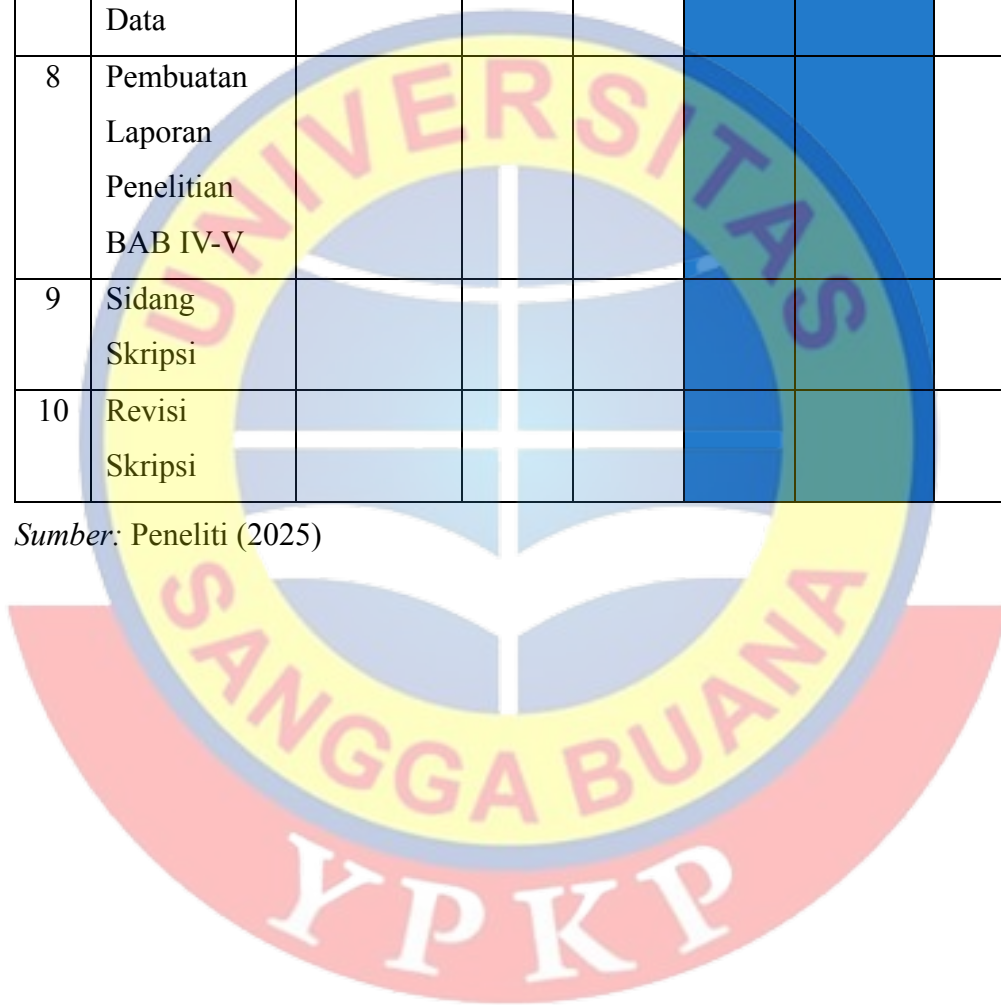 Data
8 Pembuatan
Laporan
Penelitian
BAB IV-V
9 Sidang
Skripsi
10 Revisi
Skripsi
Sumber: Peneliti (2025)
UNIVERSITAS
SANGGA BUANA
YPKP